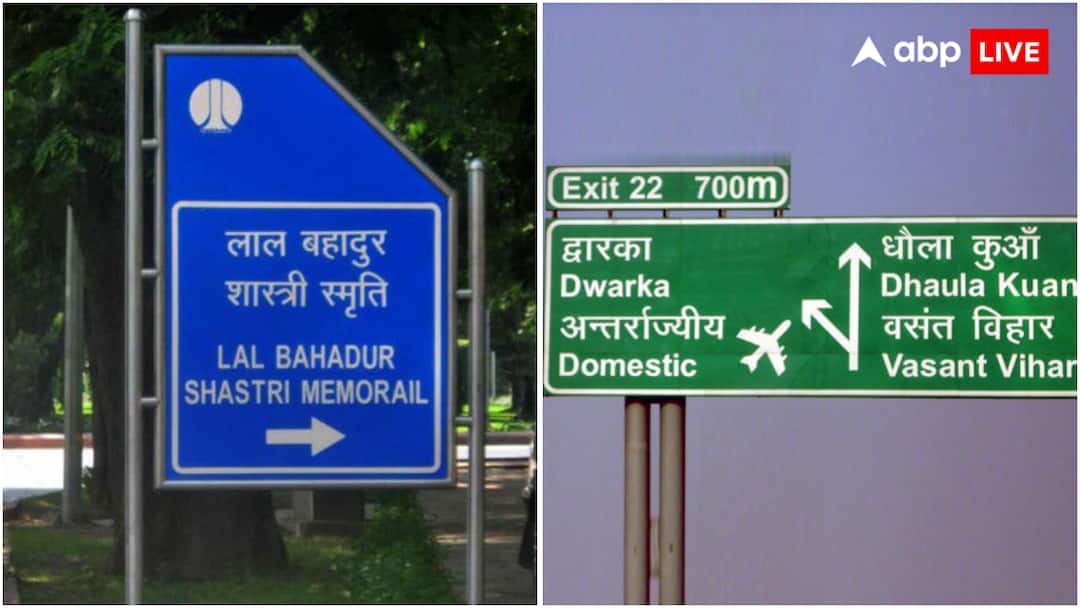 लाल बहादुर
शास्त्री स्मृति
LAL BAHADUR
SHASTRI MEMORAIL
abp LIVE
Exit 22 700m
द्वारका
Dwarka
अन्तर्राज्यीय
Domestic
धौला कुआँ
Dhaula Kuan
वसंत विहार
Vasant Vihar